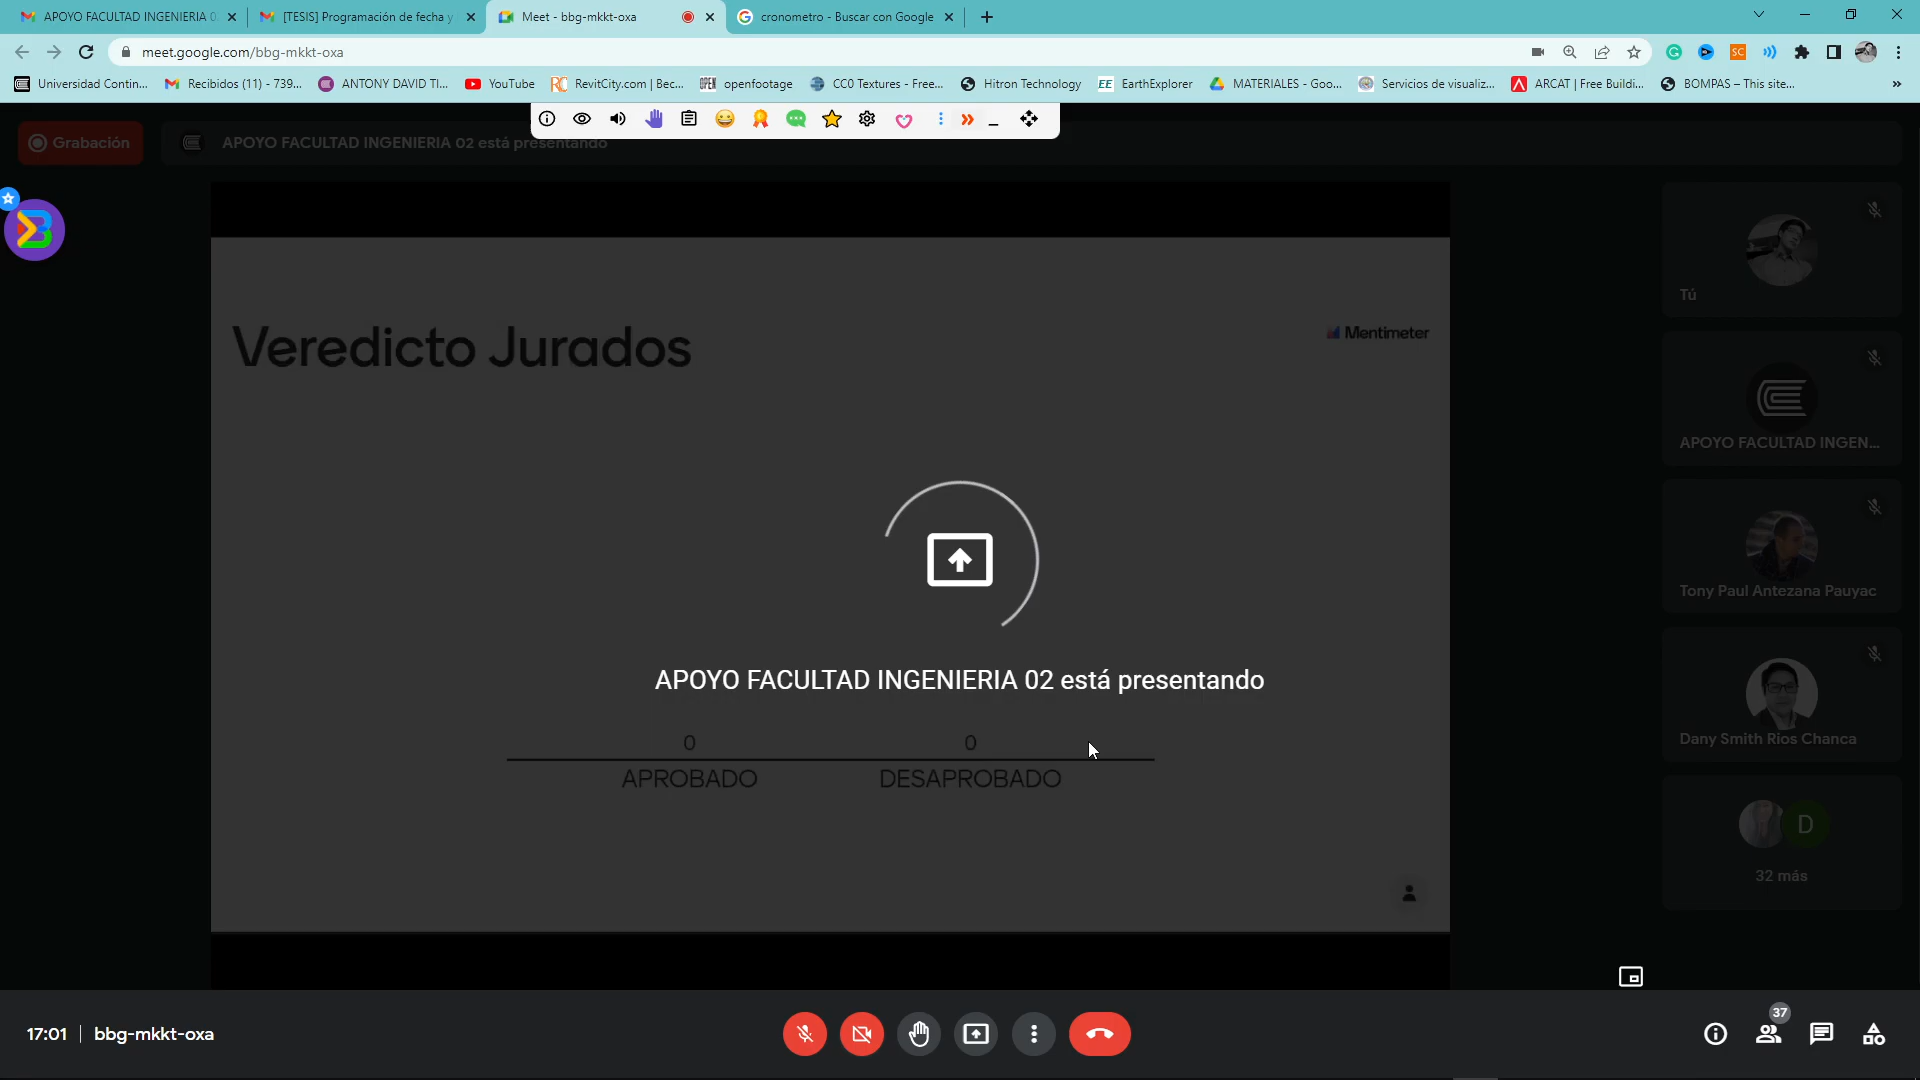 APOYO FACULTAD INGENIERIA 0
[TESIS] Programación de fecha y
Meet - bbg-mkkt-oxa
cronometro - Buscar con Google
meet.google.com/bbg-mkkt-oxa
SC
Universidad Contin...
Recibidos (11) - 739...
ANTONY DAVID TI...
YouTube
RevitCity.com | Bec...
OPEN openfootage
CC0 Textures - Free...
Hitron Technology
EE EarthExplorer
MATERIALES - Goo...
Servicios de visualiz...
ARCAT | Free Buildi...
BOMPAS – This site...
Grabación
APOYO FACULTAD INGENIERIA 02 está presentando
Veredicto Jurados
Mentimeter
Tú
APOYO FACULTAD INGEN...
Tony Paul Antezana Pauyac
Dany Smith Rios Chanca
D
32 más
APOYO FACULTAD INGENIERIA 02 está presentando
0 0
APROBADO DESAPROBADO
17:01 | bbg-mkkt-oxa
37